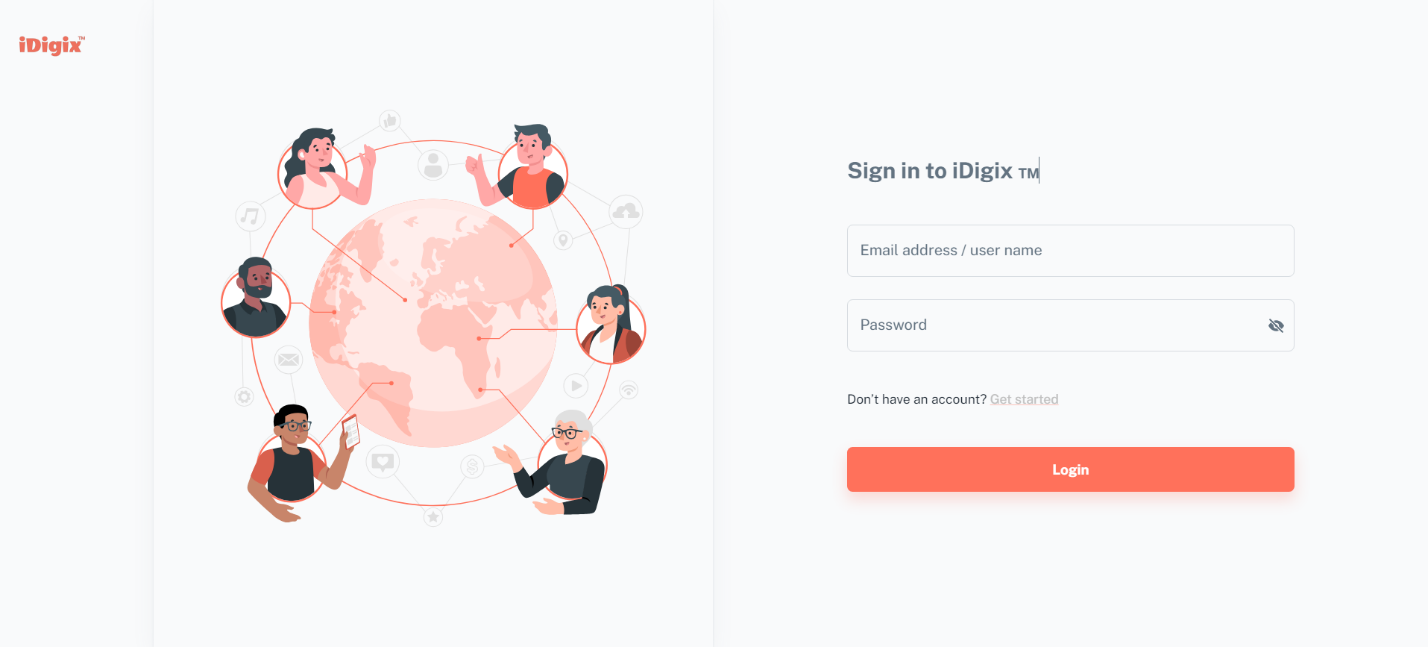 iDigix™
Sign in to iDigix ™
Email address / user name
Password
Don't have an account? Get started
Login